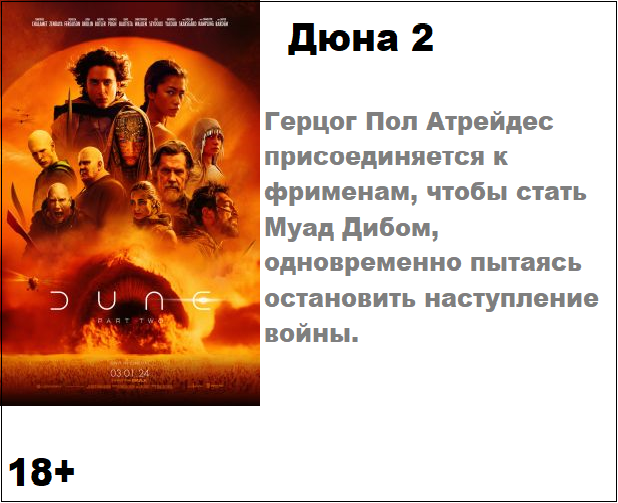 Дюна 2
Герцог Пол Атрейдес
присоединяется к
фрименам, чтобы стать
Муад Дибом,
одновременно пытаясь
остановить наступление
войны.
DUNE
PART TWO
03.01.24
18+